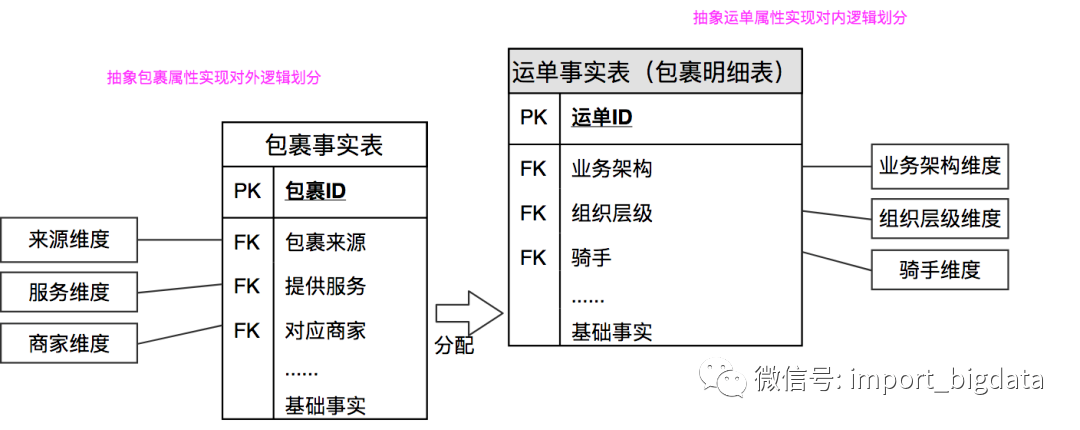 抽象运单属性实现对内逻辑划分
抽象包裹属性实现对外逻辑划分
包裹事实表
PK 包裹ID
FK 包裹来源
FK 提供服务
FK 对应商家
......
基础事实
来源维度
服务维度
商家维度
分配
运单事实表（包裹明细表）
PK 运单ID
FK 业务架构
FK 组织层级
FK 骑手
......
基础事实
业务架构维度
组织层级维度
骑手维度
微信号: import_bigdata